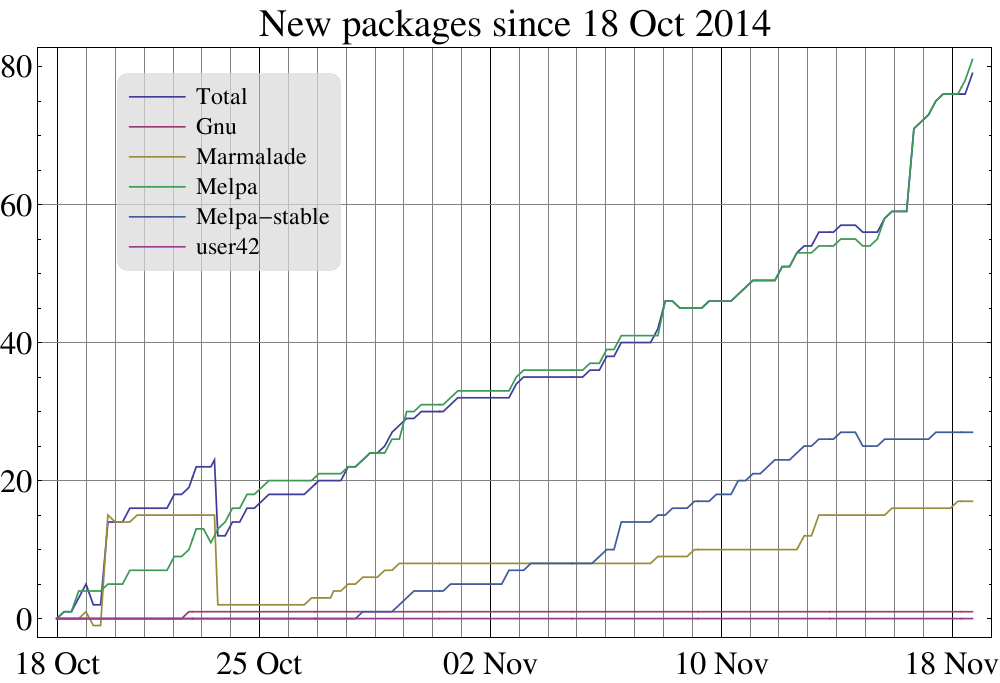 New packages since 18 Oct 2014
80
60
40
20
0
Total
Gnu
Marmalade
Melpa
Melpa-stable
user42
18 Oct 25 Oct 02 Nov 10 Nov 18 Nov